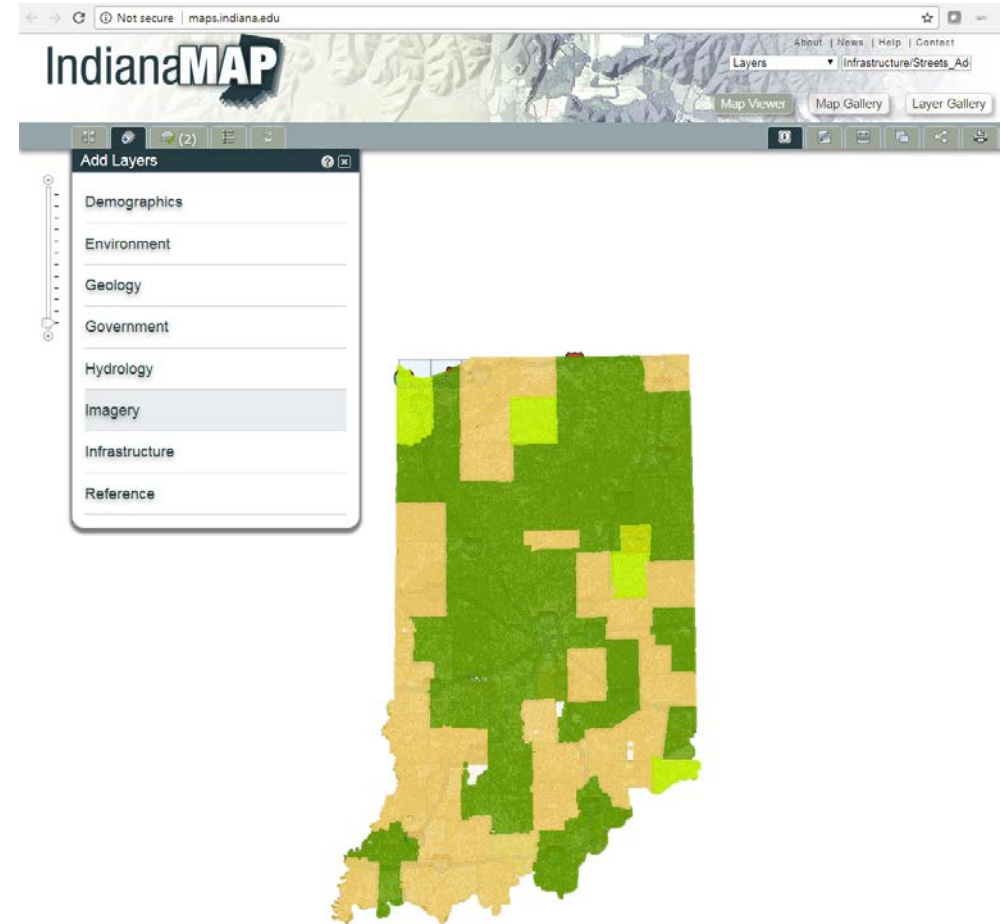 Not secure | maps.indiana.edu
IndianaMAP
About | News | Help | Contact
Layers Infrastructure/Streets_Ad
Map Viewer Map Gallery Layer Gallery
(2)
Add Layers
Demographics
Environment
Geology
Government
Hydrology
Imagery
Infrastructure
Reference